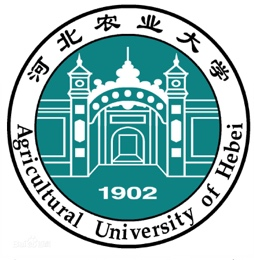 河北农业大学
1902
Agricultural University of Hebei